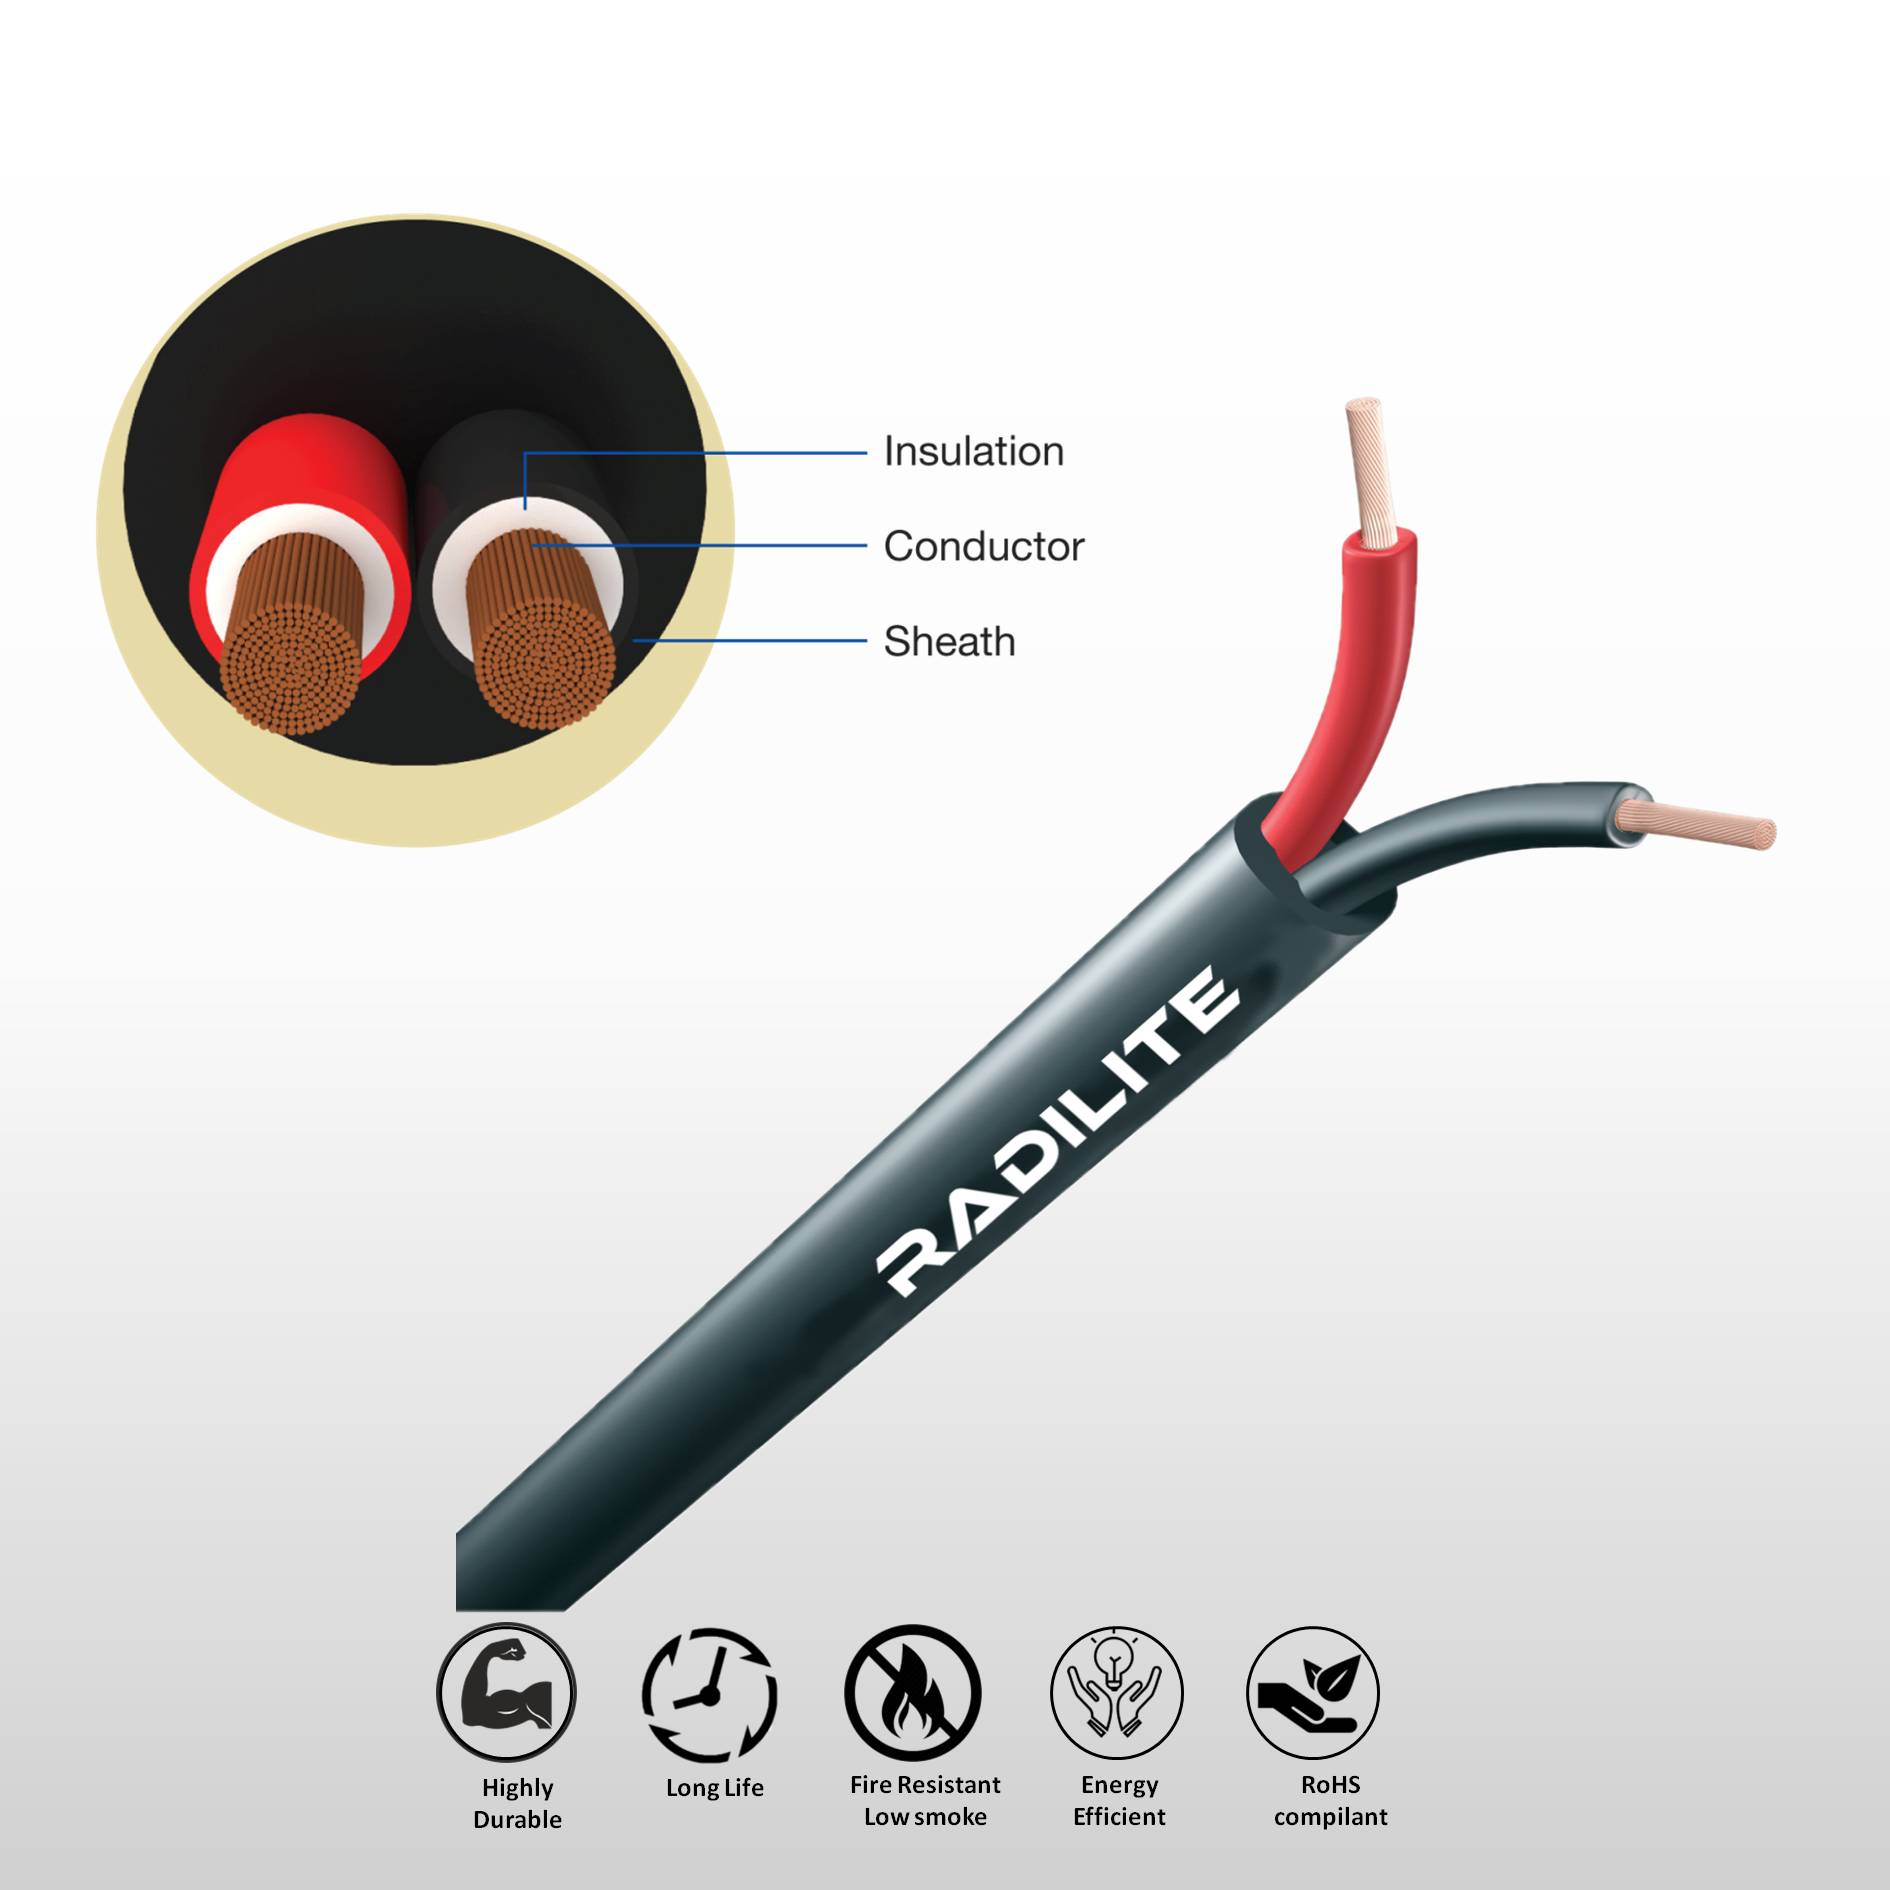 Insulation
Conductor
Sheath
RADILITE
Highly
Durable
Long Life
Fire Resistant
Low smoke
Energy
Efficient
RoHS
compilant